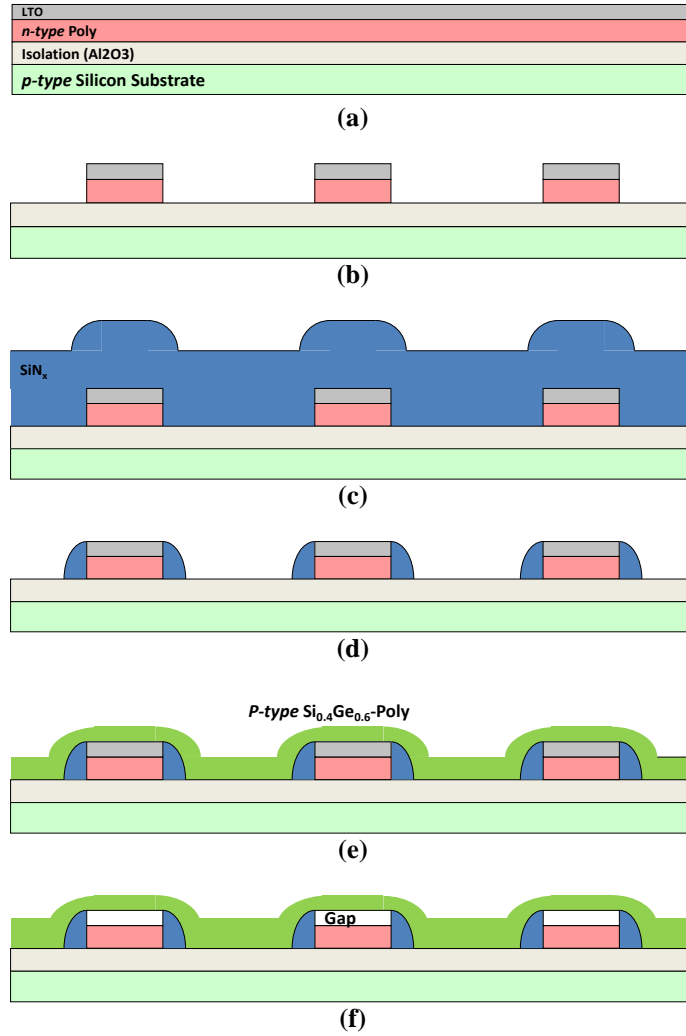 LTO
n-type Poly
Isolation (Al2O3)
p-type Silicon Substrate
(a)
(b)
SiNₓ
(c)
(d)
P-type Si₀.₄Ge₀.₆-Poly
(e)
Gap
(f)